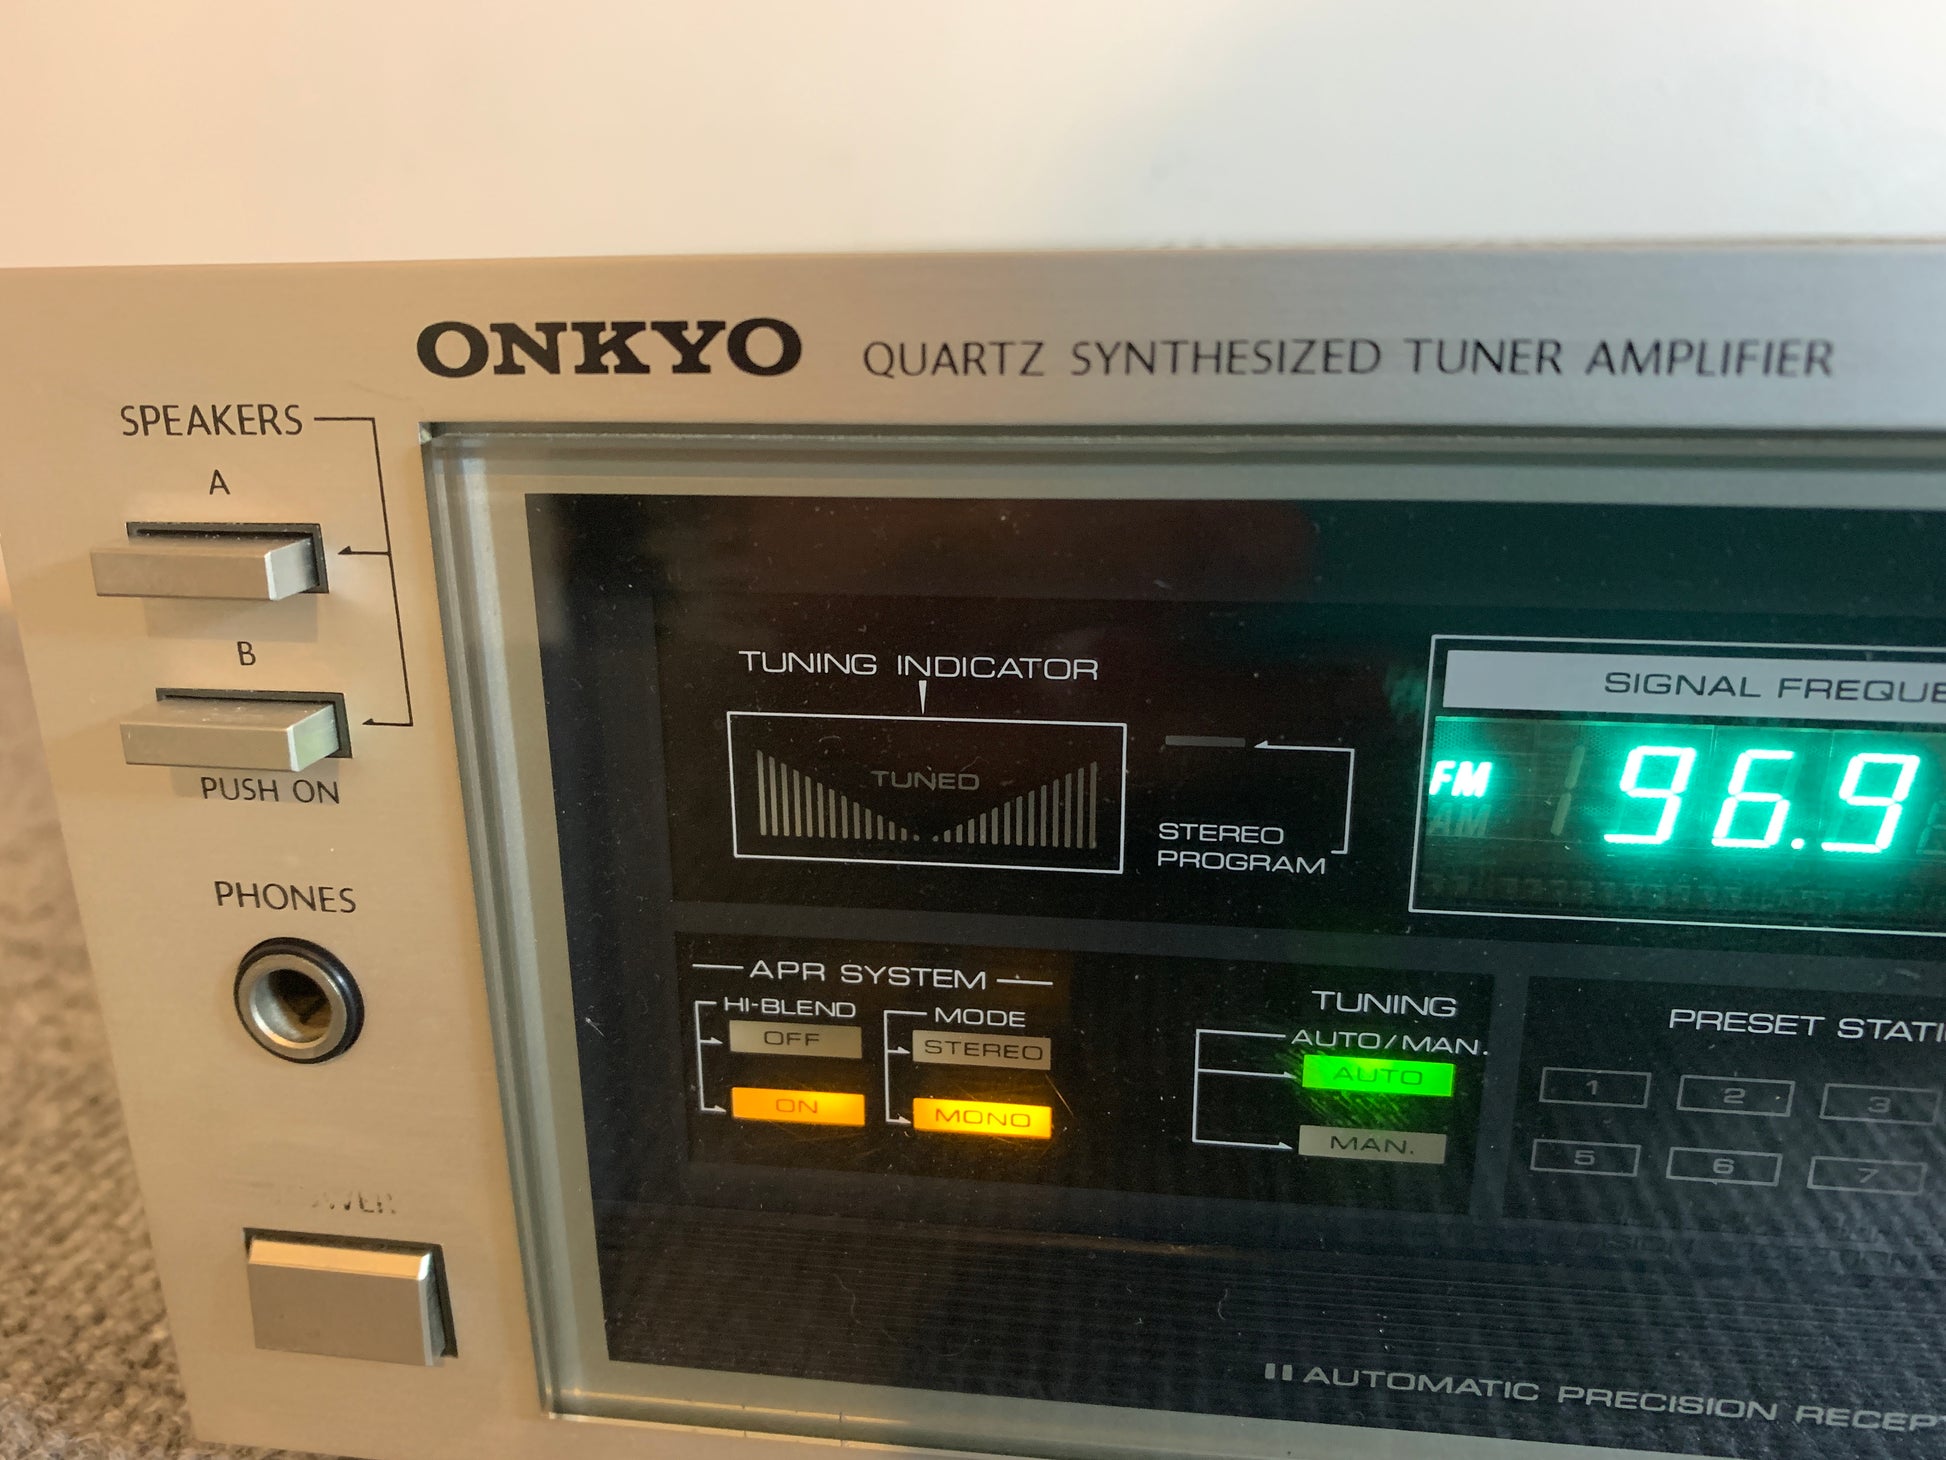 ONKYO QUARTZ SYNTHESIZED TUNER AMPLIFIER
SPEAKERS
A
B
PUSH ON
PHONES
TUNING INDICATOR
TUNED
STEREO
PROGRAM
SIGNAL
FM 96.9
AM
APR SYSTEM
HI-BLEND
OFF
ON
MODE
STEREO
MONO
TUNING
AUTO/MAN.
AUTO
MAN.
PRESET
1 2 3
5 6 7
AUTOMATIC PRECISION